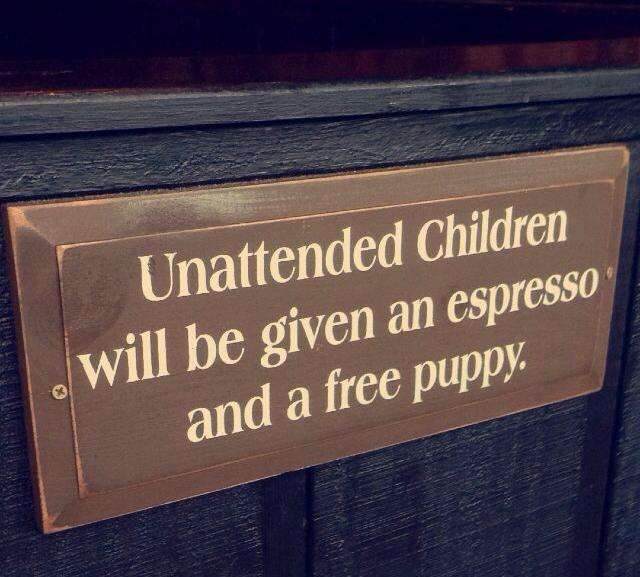 Unattended Children
will be given an espresso
and a free puppy.